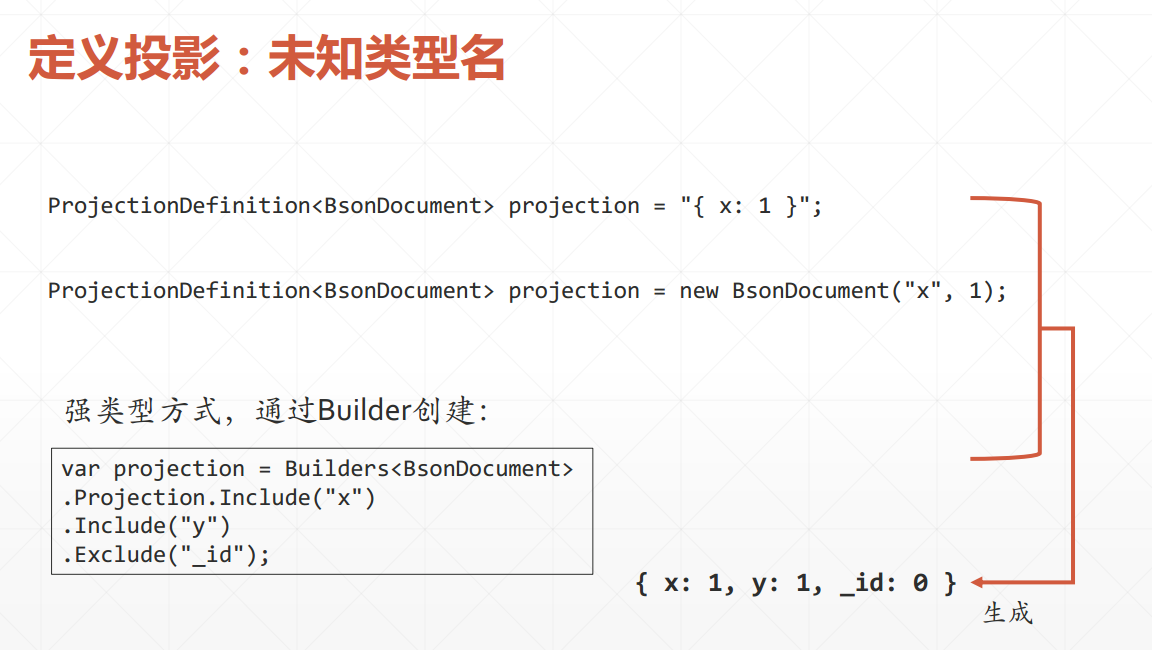 定义投影：未知类型名
ProjectionDefinition<BsonDocument> projection = "{ x: 1 }";
ProjectionDefinition<BsonDocument> projection = new BsonDocument("x", 1);
强类型方式，通过Builder创建：
var projection = Builders<BsonDocument>
.Projection.Include("x")
.Include("y")
.Exclude("_id");
{ x: 1, y: 1, _id: 0 }
生成